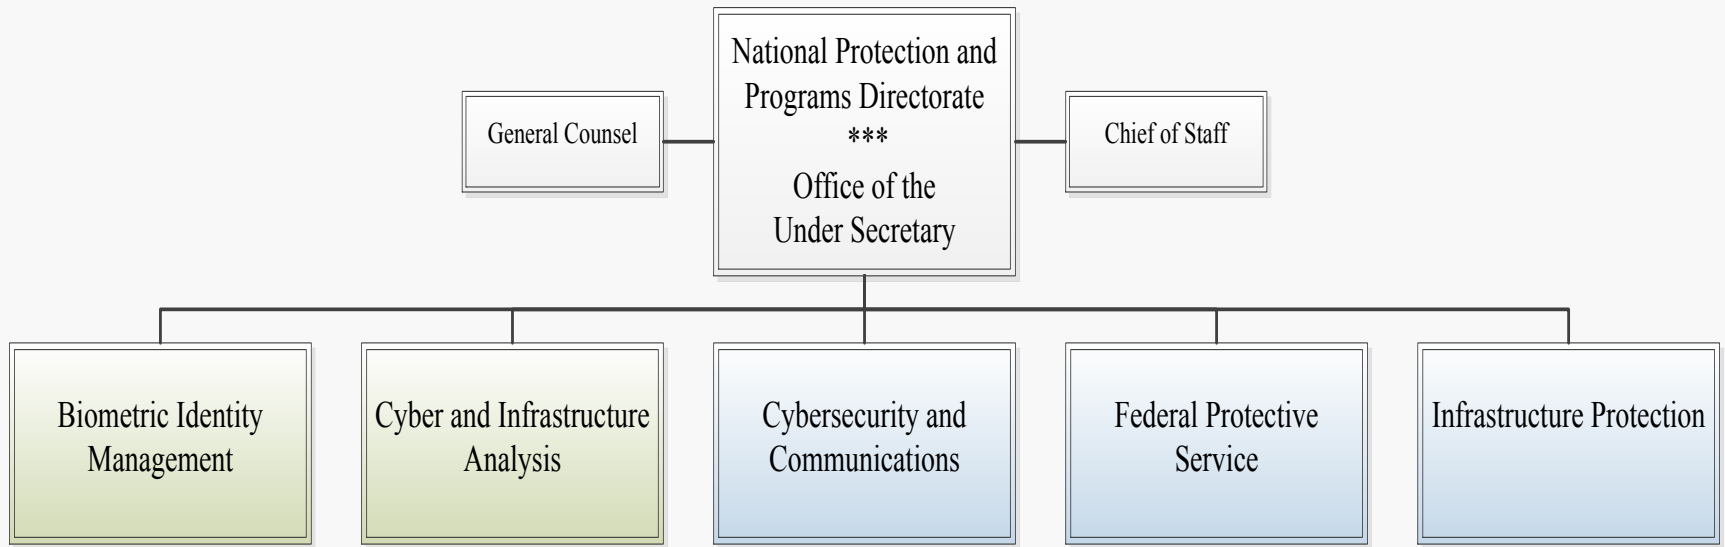 National Protection and
Programs Directorate
***
Office of the
Under Secretary
General Counsel
Chief of Staff
Biometric Identity
Management
Cyber and Infrastructure
Analysis
Cybersecurity and
Communications
Federal Protective
Service
Infrastructure Protection